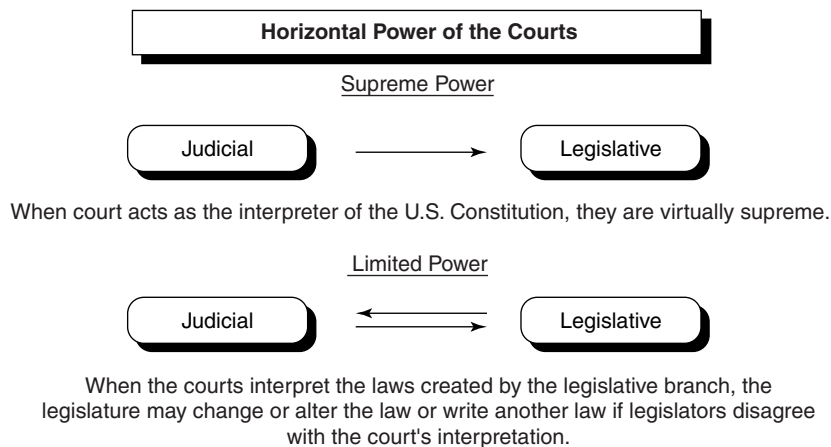 Horizontal Power of the Courts
Supreme Power
Judicial Legislative
When court acts as the interpreter of the U.S. Constitution, they are virtually supreme.
Limited Power
Judicial Legislative
When the courts interpret the laws created by the legislative branch, the
legislature may change or alter the law or write another law if legislators disagree
with the court's interpretation.